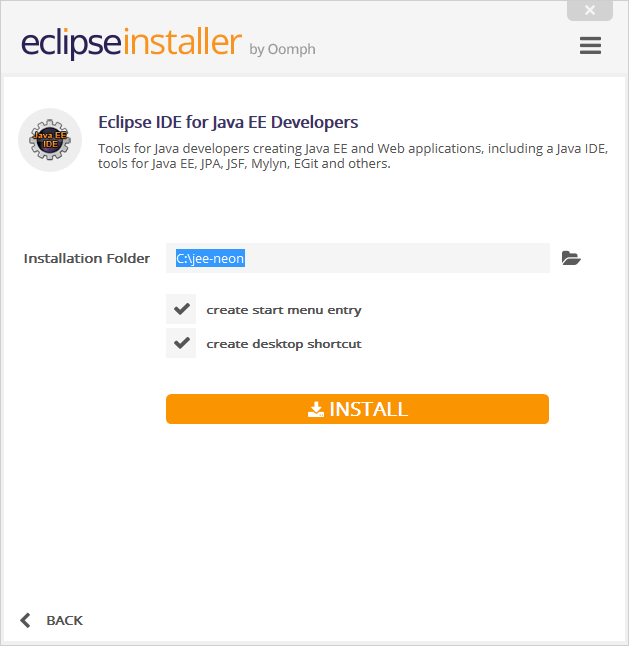 eclipseinstaller by Oomph
Java EE
IDE
Eclipse IDE for Java EE Developers
Tools for Java developers creating Java EE and Web applications, including a Java IDE,
tools for Java EE, JPA, JSF, Mylyn, EGit and others.
Installation Folder C:\jee-neon
create start menu entry
create desktop shortcut
INSTALL
BACK